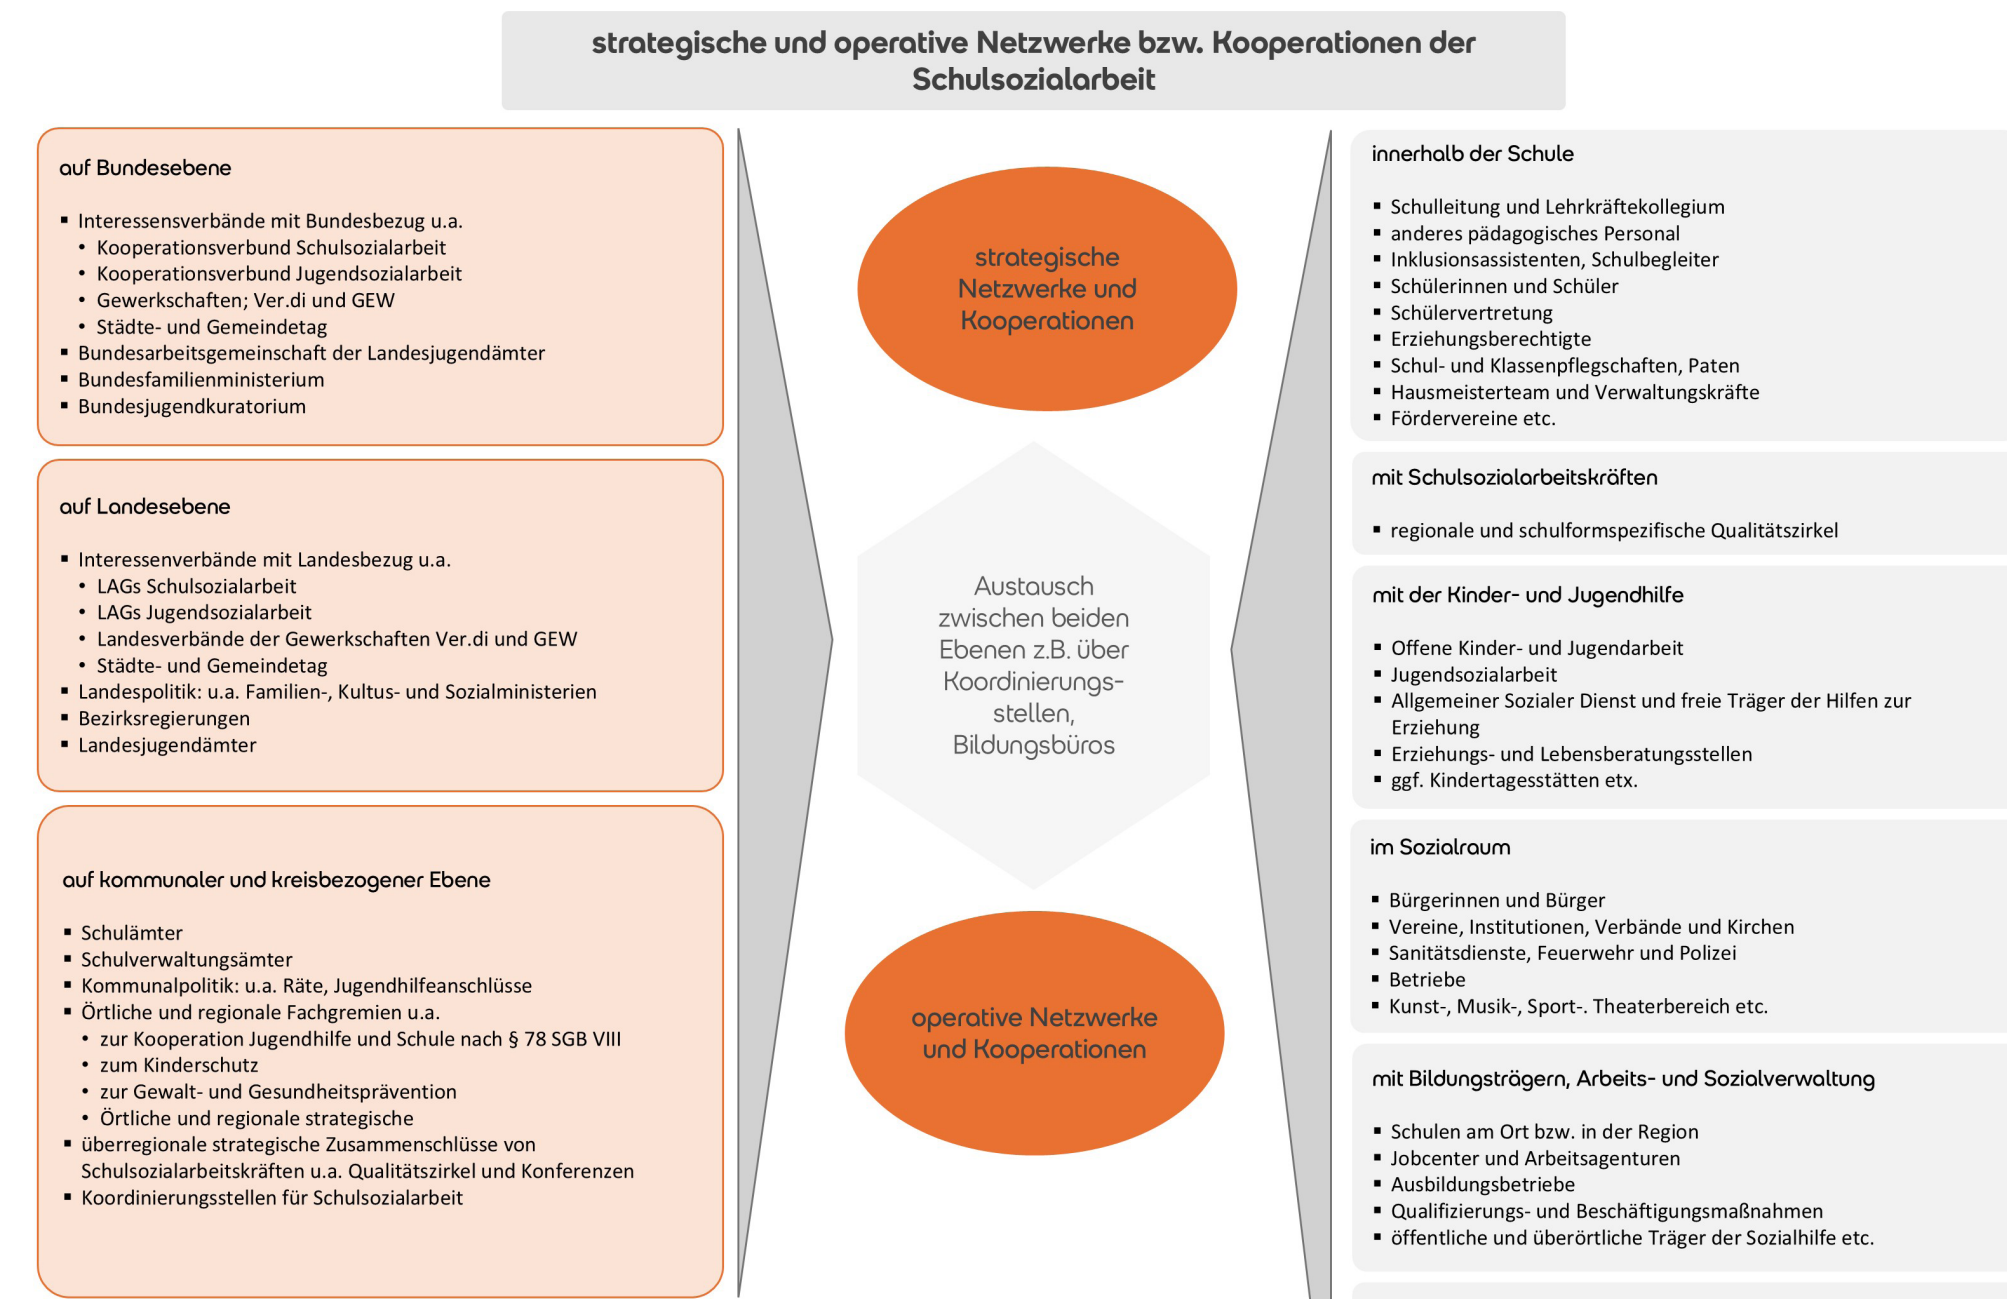 strategische und operative Netzwerke bzw. Kooperationen der
Schulsozialarbeit
auf Bundesebene
▪ Interessensverbände mit Bundesbezug u.a.
• Kooperationsverbund Schulsozialarbeit
• Kooperationsverbund Jugendsozialarbeit
• Gewerkschaften; Ver.di und GEW
• Städte- und Gemeindetag
▪ Bundesarbeitsgemeinschaft der Landesjugendämter
▪ Bundesfamilienministerium
▪ Bundesjugendkuratorium
auf Landesebene
▪ Interessenverbände mit Landesbezug u.a.
• LAGs Schulsozialarbeit
• LAGs Jugendsozialarbeit
• Landesverbände der Gewerkschaften Ver.di und GEW
• Städte- und Gemeindetag
▪ Landespolitik: u.a. Familien-, Kultus- und Sozialministerien
▪ Bezirksregierungen
▪ Landesjugendämter
auf kommunaler und kreisbezogener Ebene
▪ Schulämter
▪ Schulverwaltungsämter
▪ Kommunalpolitik: u.a. Räte, Jugendhilfeanschlüsse
▪ Örtliche und regionale Fachgremien u.a.
• zur Kooperation Jugendhilfe und Schule nach § 78 SGB VIII
• zum Kinderschutz
• zur Gewalt- und Gesundheitsprävention
• Örtliche und regionale strategische
▪ überregionale strategische Zusammenschlüsse von
Schulsozialarbeitskräften u.a. Qualitätszirkel und Konferenzen
▪ Koordinierungsstellen für Schulsozialarbeit
strategische
Netzwerke und
Kooperationen
Austausch
zwischen beiden
Ebenen z.B. über
Koordinierungs-
stellen,
Bildungsbüros
operative Netzwerke
und Kooperationen
innerhalb der Schule
▪ Schulleitung und Lehrkräftekollegium
▪ anderes pädagogisches Personal
▪ Inklusionsassistenten, Schulbegleiter
▪ Schülerinnen und Schüler
▪ Schülervertretung
▪ Erziehungsberechtigte
▪ Schul- und Klassenpflegschaften, Paten
▪ Hausmeisterteam und Verwaltungskräfte
▪ Fördervereine etc.
mit Schulsozialarbeitskräften
▪ regionale und schulformspezifische Qualitätszirkel
mit der Kinder- und Jugendhilfe
▪ Offene Kinder- und Jugendarbeit
▪ Jugendsozialarbeit
▪ Allgemeiner Sozialer Dienst und freie Träger der Hilfen zur
Erziehung
▪ Erziehungs- und Lebensberatungsstellen
▪ ggf. Kindertagesstätten etx.
im Sozialraum
▪ Bürgerinnen und Bürger
▪ Vereine, Institutionen, Verbände und Kirchen
▪ Sanitätsdienste, Feuerwehr und Polizei
▪ Betriebe
▪ Kunst-, Musik-, Sport-. Theaterbereich etc.
mit Bildungsträgern, Arbeits- und Sozialverwaltung
▪ Schulen am Ort bzw. in der Region
▪ Jobcenter und Arbeitsagenturen
▪ Ausbildungsbetriebe
▪ Qualifizierungs- und Beschäftigungsmaßnahmen
▪ öffentliche und überörtliche Träger der Sozialhilfe etc.